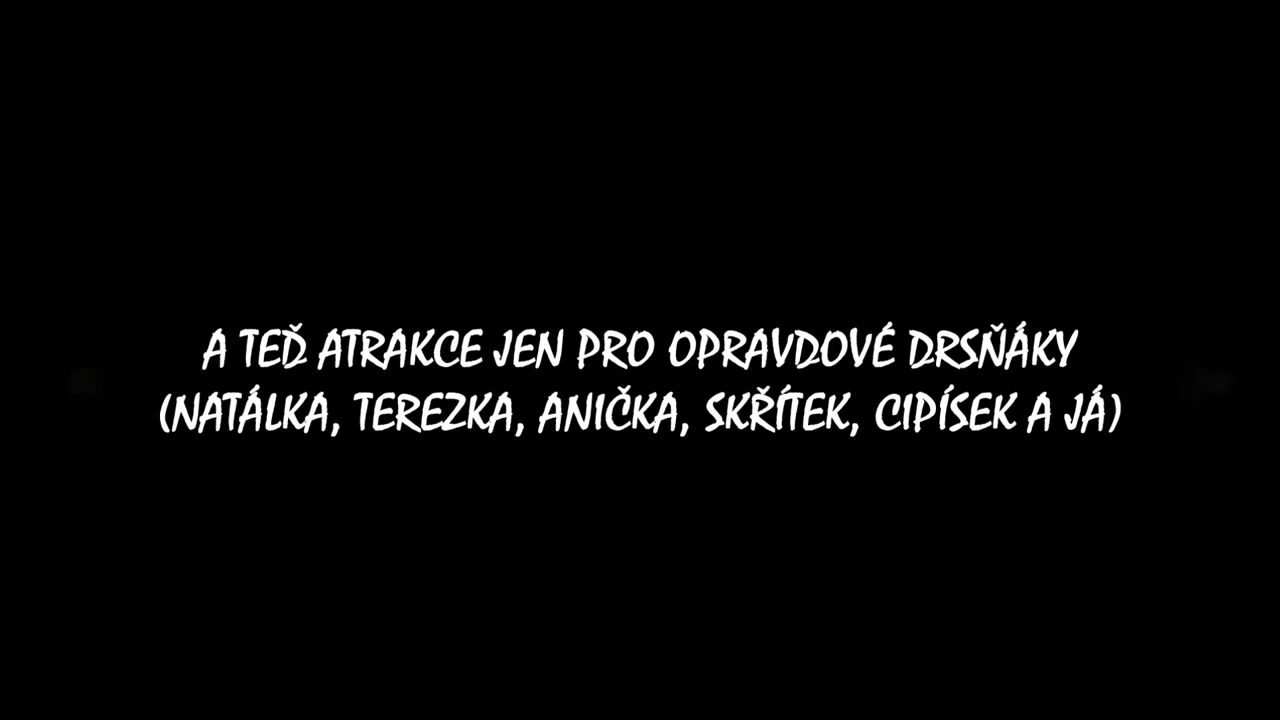 A TEĎ ATRAKCE JEN PRO OPRAVDOVÉ DRSŇÁKY
(NATÁLKA, TEREZKA, ANIČKA, SKŘÍTEK, CIPÍSEK A JÁ)